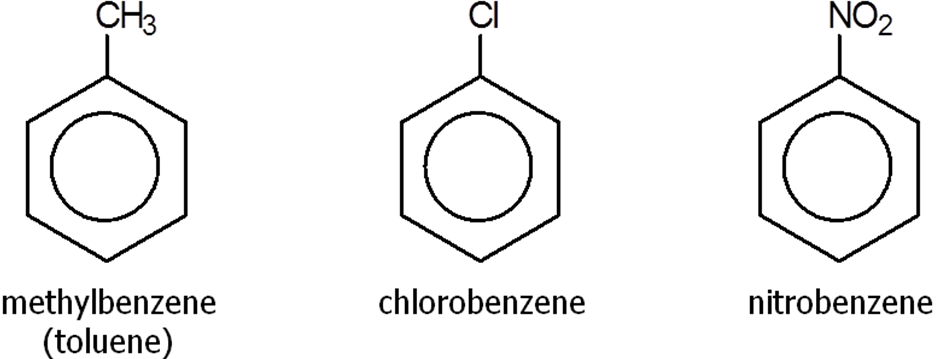 CH3
Cl
NO2
methylbenzene
(toluene)
chlorobenzene
nitrobenzene